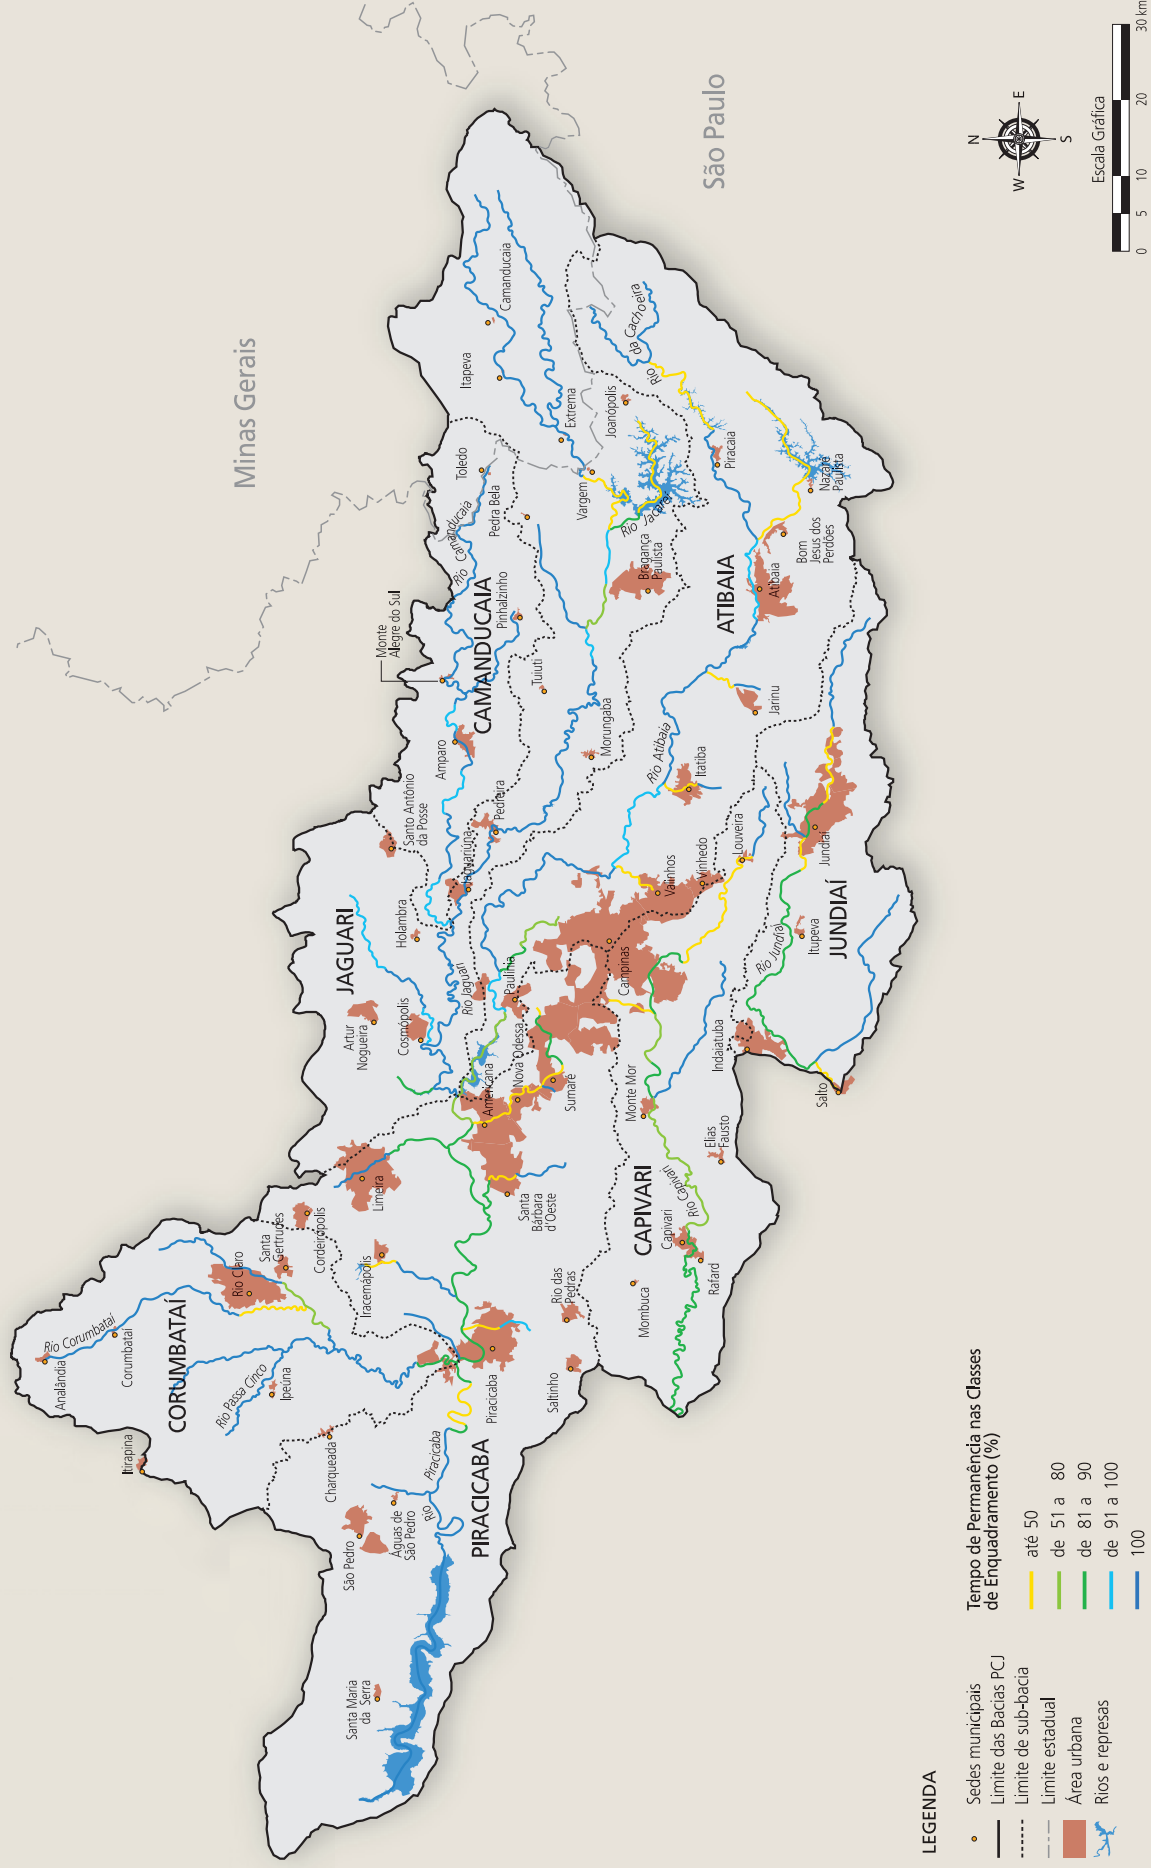 Minas Gerais
São Paulo
N
W
E
S
Escala Gráfica
0
5
10
20
30 km
CORUMBATAÍ
PIRACICABA
JAGUARI
CAMANDUCAIA
ATIBAIA
CAPIVARI
JUNDIAÍ
Analândia
Rio Corumbataí
Corumbataí
Itirapina
Rio Passa Cinco
Ipeúna
Rio Claro
Santa
Gertrudes
Cordeirópolis
Charqueada
Iracemápolis
Limeira
São Pedro
Águas de
São Pedro
Santa Maria
da Serra
Rio
Piracicaba
Piracicaba
Saltinho
Rio das
Pedras
Santa
Bárbara
d'Oeste
Americana
Nova Odessa
Sumaré
Paulínia
Artur
Nogueira
Cosmópolis
Holambra
Rio Jaguari
Jaguariúna
Santo Antônio
da Posse
Pedreira
Amparo
Monte
Alegre do Sul
Tuiuti
Morungaba
Pinhalzinho
Rio Camanducaia
Pedra Bela
Toledo
Itapeva
Camanducaia
Extrema
Vargem
Joanópolis
Rio
da Cachoeira
Rio Jacareí
Bragança
Paulista
Piracaia
Nazaré
Paulista
Bom
Jesus dos
Perdões
Atibaia
Jarinu
Rio Atibaia
Itatiba
Campinas
Valinhos
Vinhedo
Louveira
Jundiaí
Itupeva
Rio Jundiaí
Indaiatuba
Salto
Monte Mor
Elias
Fausto
Rio Capivari
Capivari
Rafard
Mombuca
LEGENDA
Sedes municipais
Limite das Bacias PCJ
Limite de sub-bacia
Limite estadual
Área urbana
Rios e represas
Tempo de Permanência nas Classes
de Enquadramento (%)
até 50
de 51 a 80
de 81 a 90
de 91 a 100
100